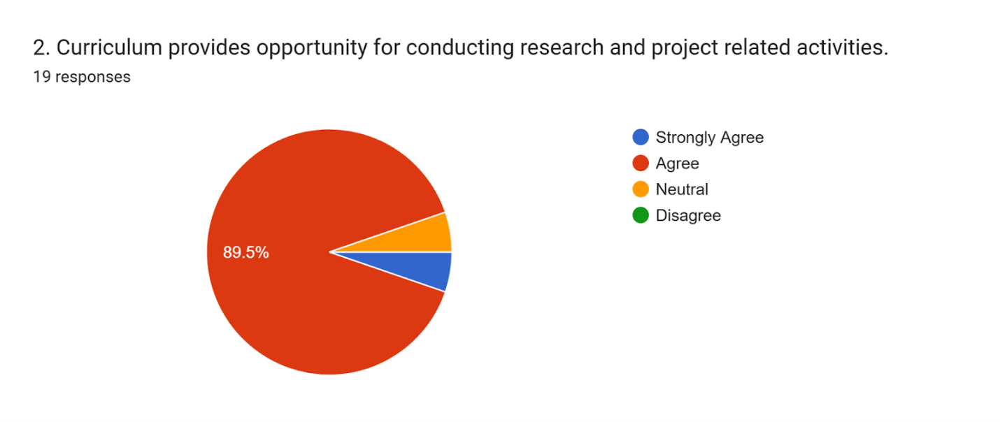 2. Curriculum provides opportunity for conducting research and project related activities.
19 responses
89.5%
Strongly Agree
Agree
Neutral
Disagree